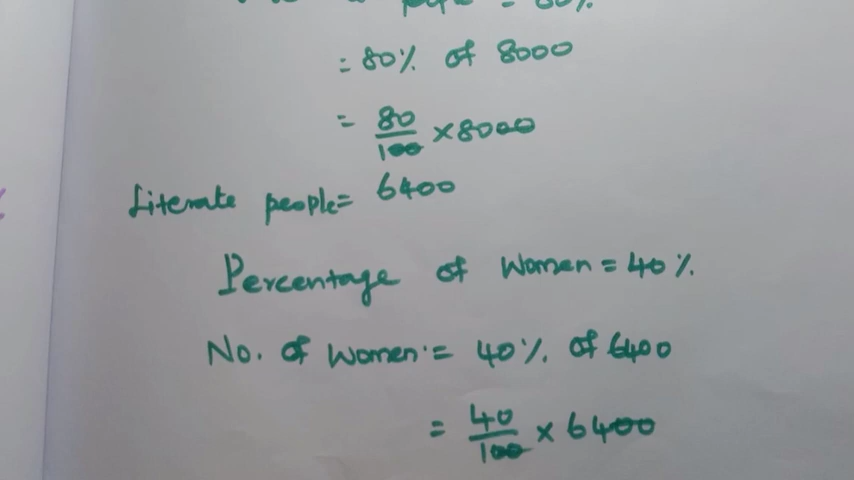 = 80%
= 80% of 8000
= 80/100 × 8000
Literate people = 6400
Percentage of Women = 40%.
No. of Women = 40% of 6400
= 40/100 × 6400